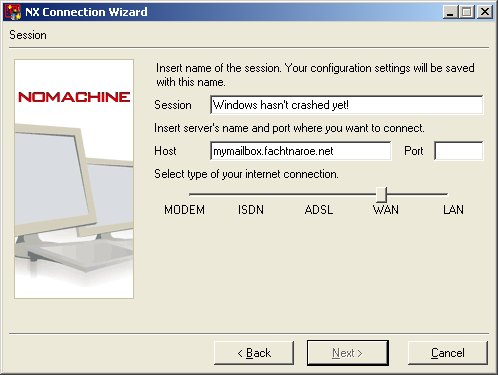 NX Connection Wizard
Session
NOMACHINE
Insert name of the session. Your configuration settings will be saved
with this name.
Session Windows hasn't crashed yet!
Insert server's name and port where you want to connect.
Host mymailbox.fachtnaroe.net Port
Select type of your internet connection.
MODEM ISDN ADSL WAN LAN
< Back Next > Cancel